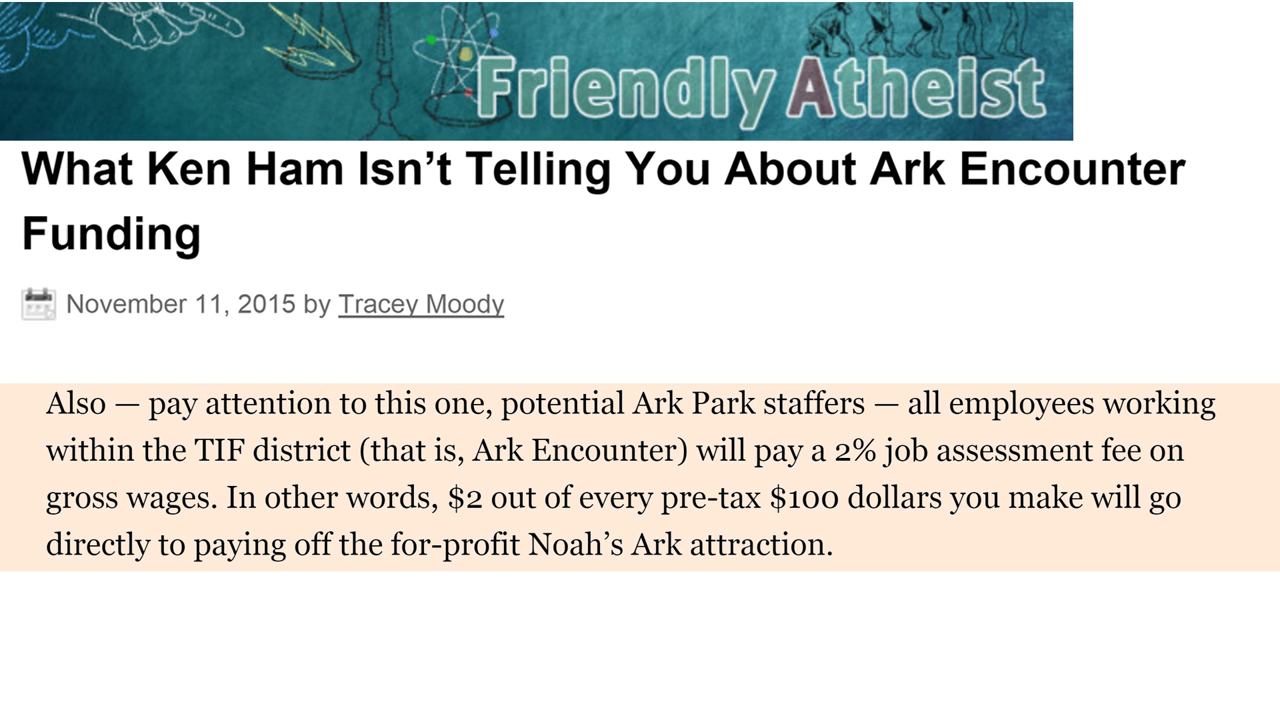 Friendly Atheist
What Ken Ham Isn’t Telling You About Ark Encounter
Funding
November 11, 2015 by Tracey Moody
Also — pay attention to this one, potential Ark Park staffers — all employees working
within the TIF district (that is, Ark Encounter) will pay a 2% job assessment fee on
gross wages. In other words, $2 out of every pre-tax $100 dollars you make will go
directly to paying off the for-profit Noah’s Ark attraction.